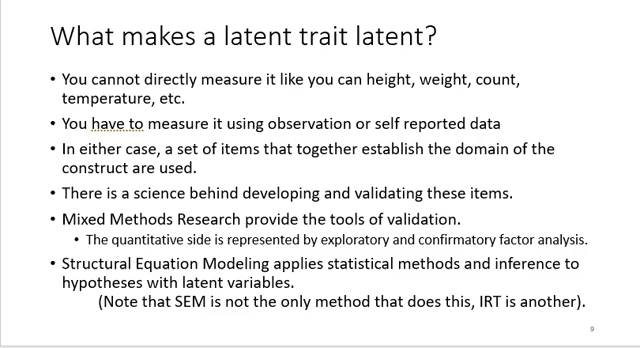 What makes a latent trait latent?
• You cannot directly measure it like you can height, weight, count,
temperature, etc.
• You have to measure it using observation or self reported data
• In either case, a set of items that together establish the domain of the
construct are used.
• There is a science behind developing and validating these items.
• Mixed Methods Research provide the tools of validation.
• The quantitative side is represented by exploratory and confirmatory factor analysis.
• Structural Equation Modeling applies statistical methods and inference to
hypotheses with latent variables.
(Note that SEM is not the only method that does this, IRT is another).
9